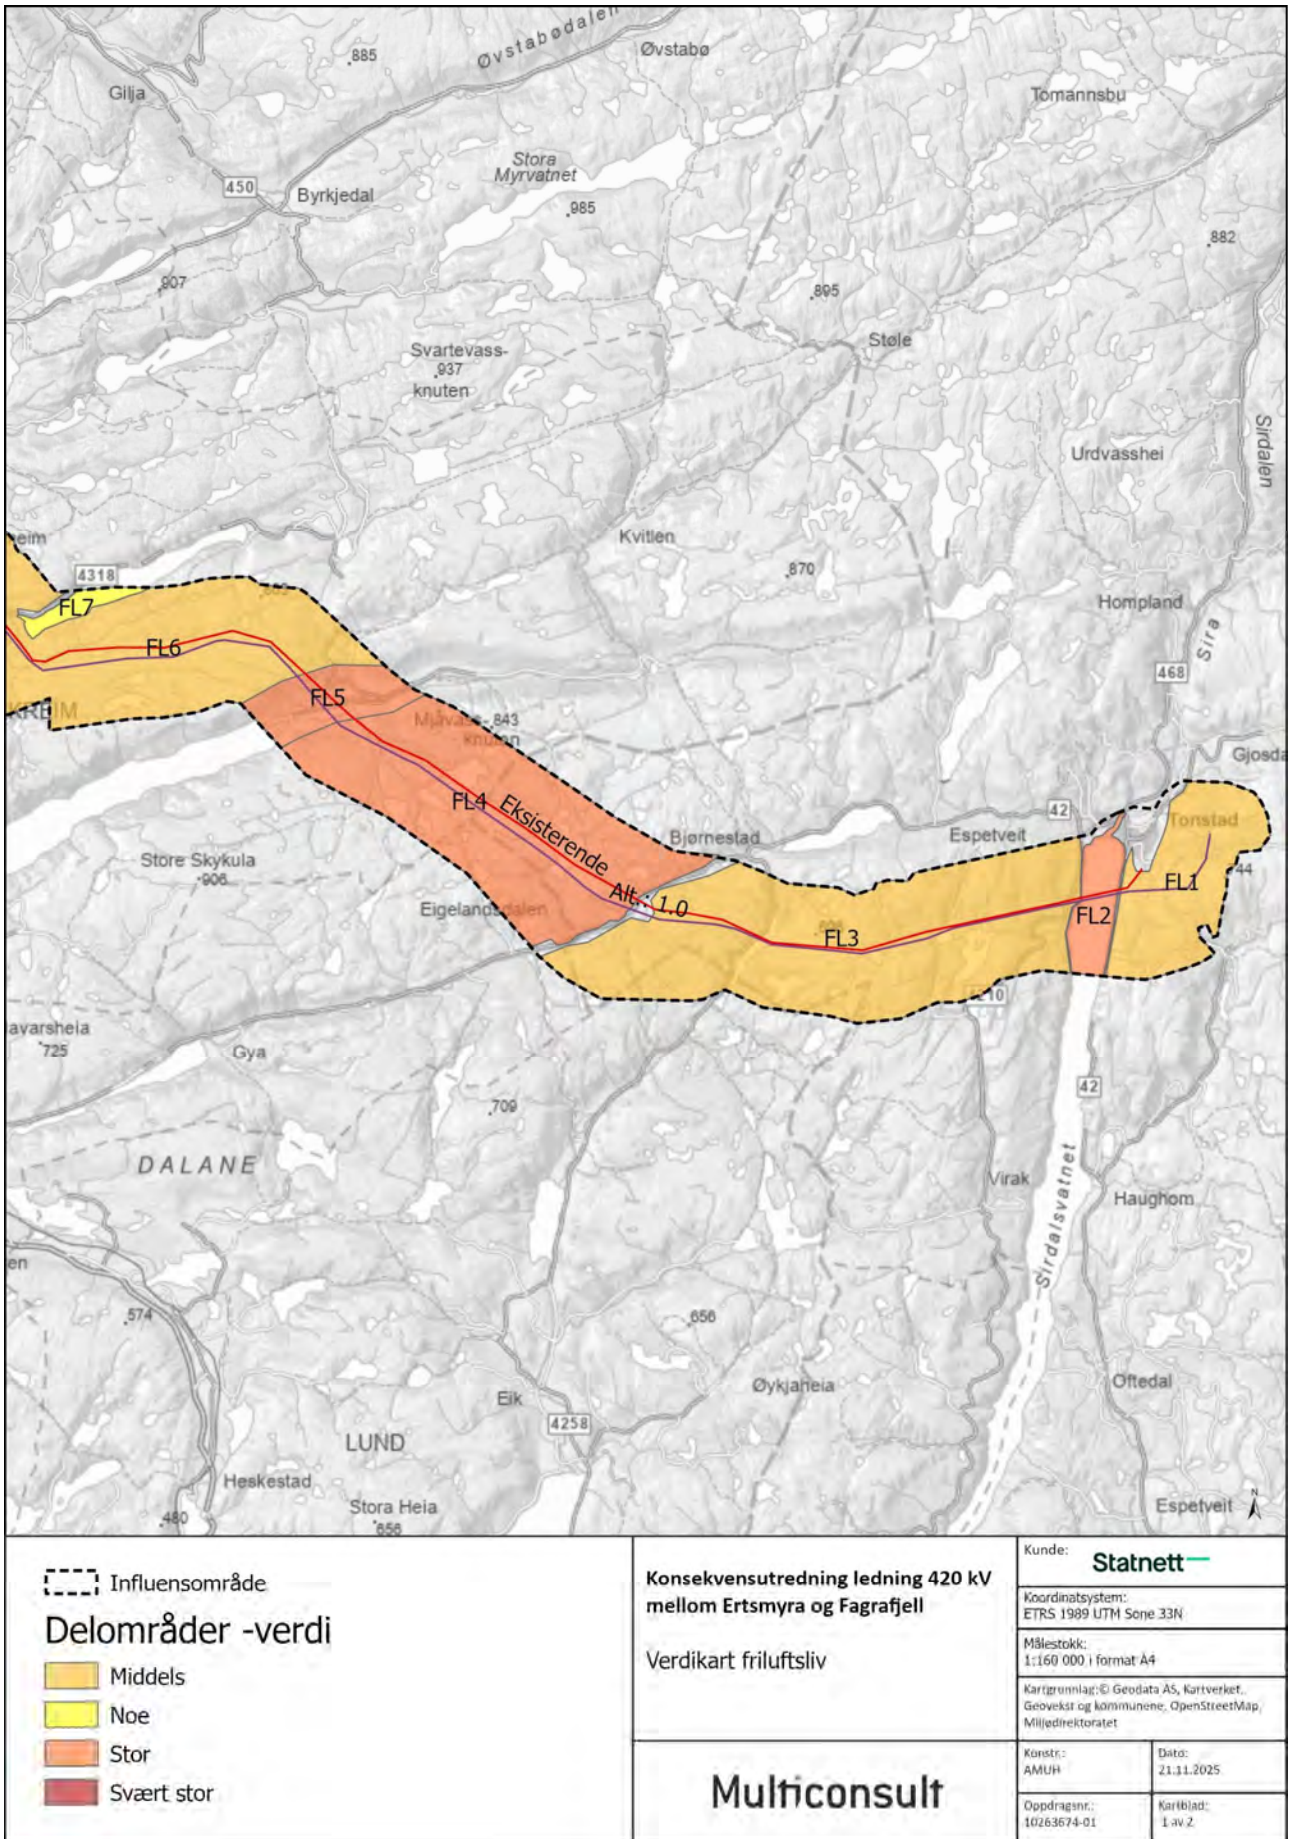 Øvstabødalen
885
Øvstabø
Gilja
Tomannsbu
Stora
Myrvatnet
450
Byrkjedal
985
882
907
895
Støle
Svartevass-
937
knuten
Sirdalen
Urdvasshei
eim
Kvitlen
4318
870
FL7
Hompland
Sira
FL6
468
FL5
KREIM
Mjåvass- 843
knuten
Gjosda
FL4
Eksisterende
42
Tonstad
Bjørnestad
Espetveit
Store Skykula
906
44
FL1
Alt.: 1.0
Eigelandsdalen
FL2
FL3
avarsheia
725
Gya
42
709
DALANE
Virak
Haughom
Sirdalsvatnet
en
574
656
Øykjaheia
Oftedal
Eik
4258
LUND
Heskestad
Stora Heia
656
480
Espetveit
N
Influensområde
Delområder -verdi
Middels
Noe
Stor
Svært stor
Konsekvensutredning ledning 420 kV
mellom Ertsmyra og Fagrafjell
Verdikart friluftsliv
Multiconsult
Kunde:
Statnett
Koordinatsystem:
ETRS 1989 UTM Sone 33N
Målestokk:
1:160 000 i format A4
Kartgrunnlag:© Geodata AS, Kartverket,
Geovekst og kommunene, OpenStreetMap,
Miljødirektoratet
Konstr.:
AMUH
Dato:
21.11.2025
Oppdragsnr.:
10263674-01
Kartblad:
1 av 2